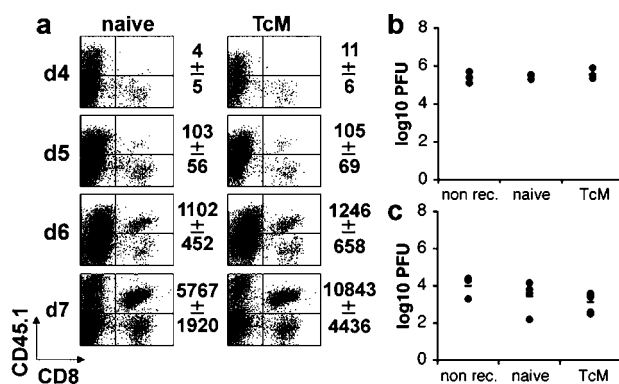 a
naive
TcM
d4
4
±
5
11
±
6
d5
103
±
56
105
±
69
d6
1102
±
452
1246
±
658
d7
5767
±
1920
10843
±
4436
CD45.1
CD8
b
log10 PFU
8
6
4
2
0
non rec.
naive
TcM
c
log10 PFU
8
6
4
2
0
non rec.
naive
TcM